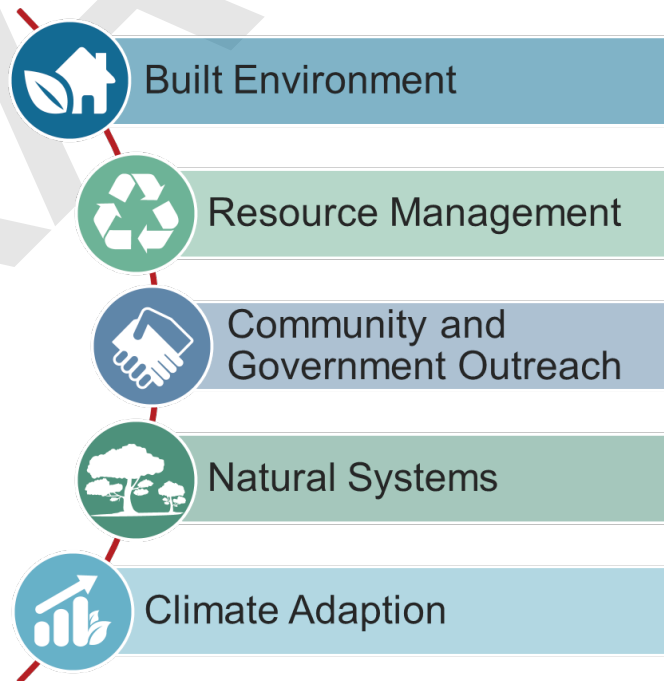 Built Environment
Resource Management
Community and
Government Outreach
Natural Systems
Climate Adaption